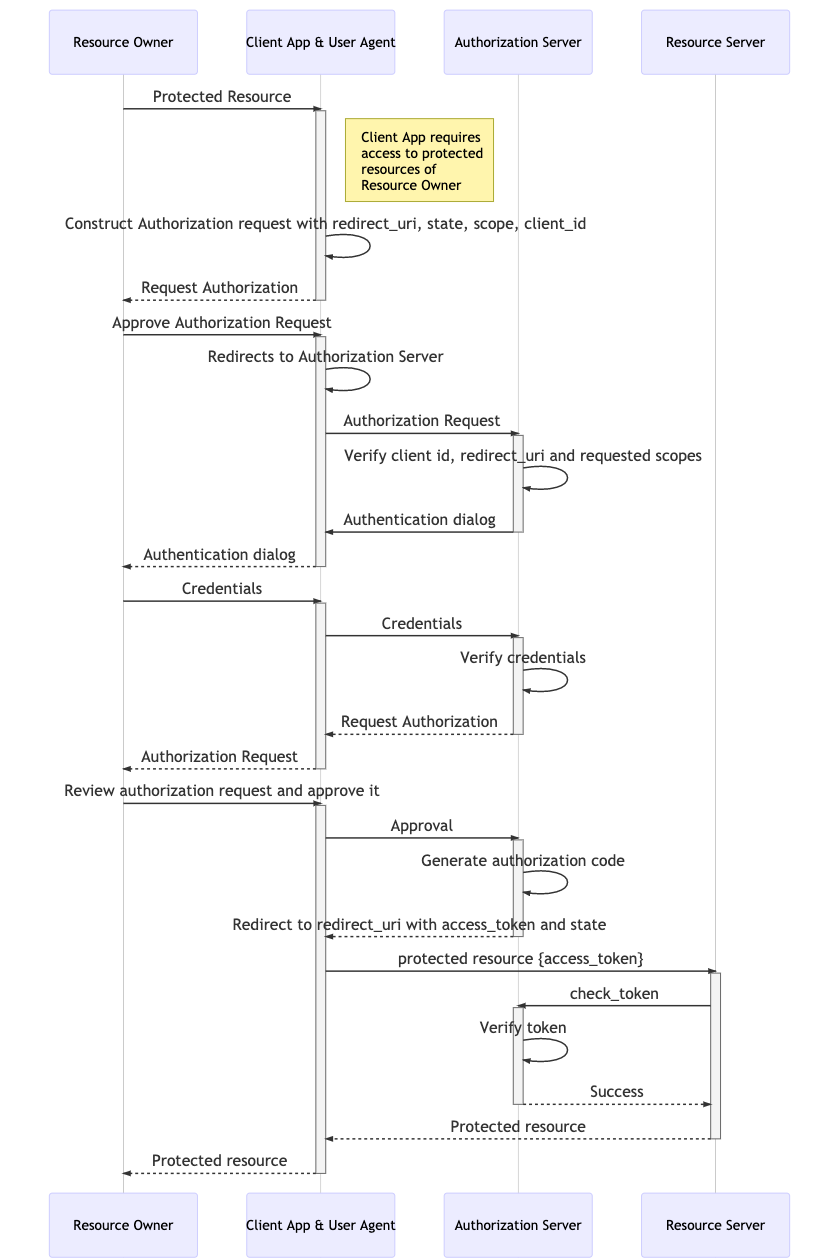 Resource Owner
Client App & User Agent
Authorization Server
Resource Server
Protected Resource
Client App requires
access to protected
resources of
Resource Owner
Construct Authorization request with redirect_uri, state, scope, client_id
Request Authorization
Approve Authorization Request
Redirects to Authorization Server
Authorization Request
Verify client id, redirect_uri and requested scopes
Authentication dialog
Authentication dialog
Credentials
Credentials
Verify credentials
Request Authorization
Authorization Request
Review authorization request and approve it
Approval
Generate authorization code
Redirect to redirect_uri with access_token and state
protected resource {access_token}
check_token
Verify token
Success
Protected resource
Protected resource
Resource Owner
Client App & User Agent
Authorization Server
Resource Server